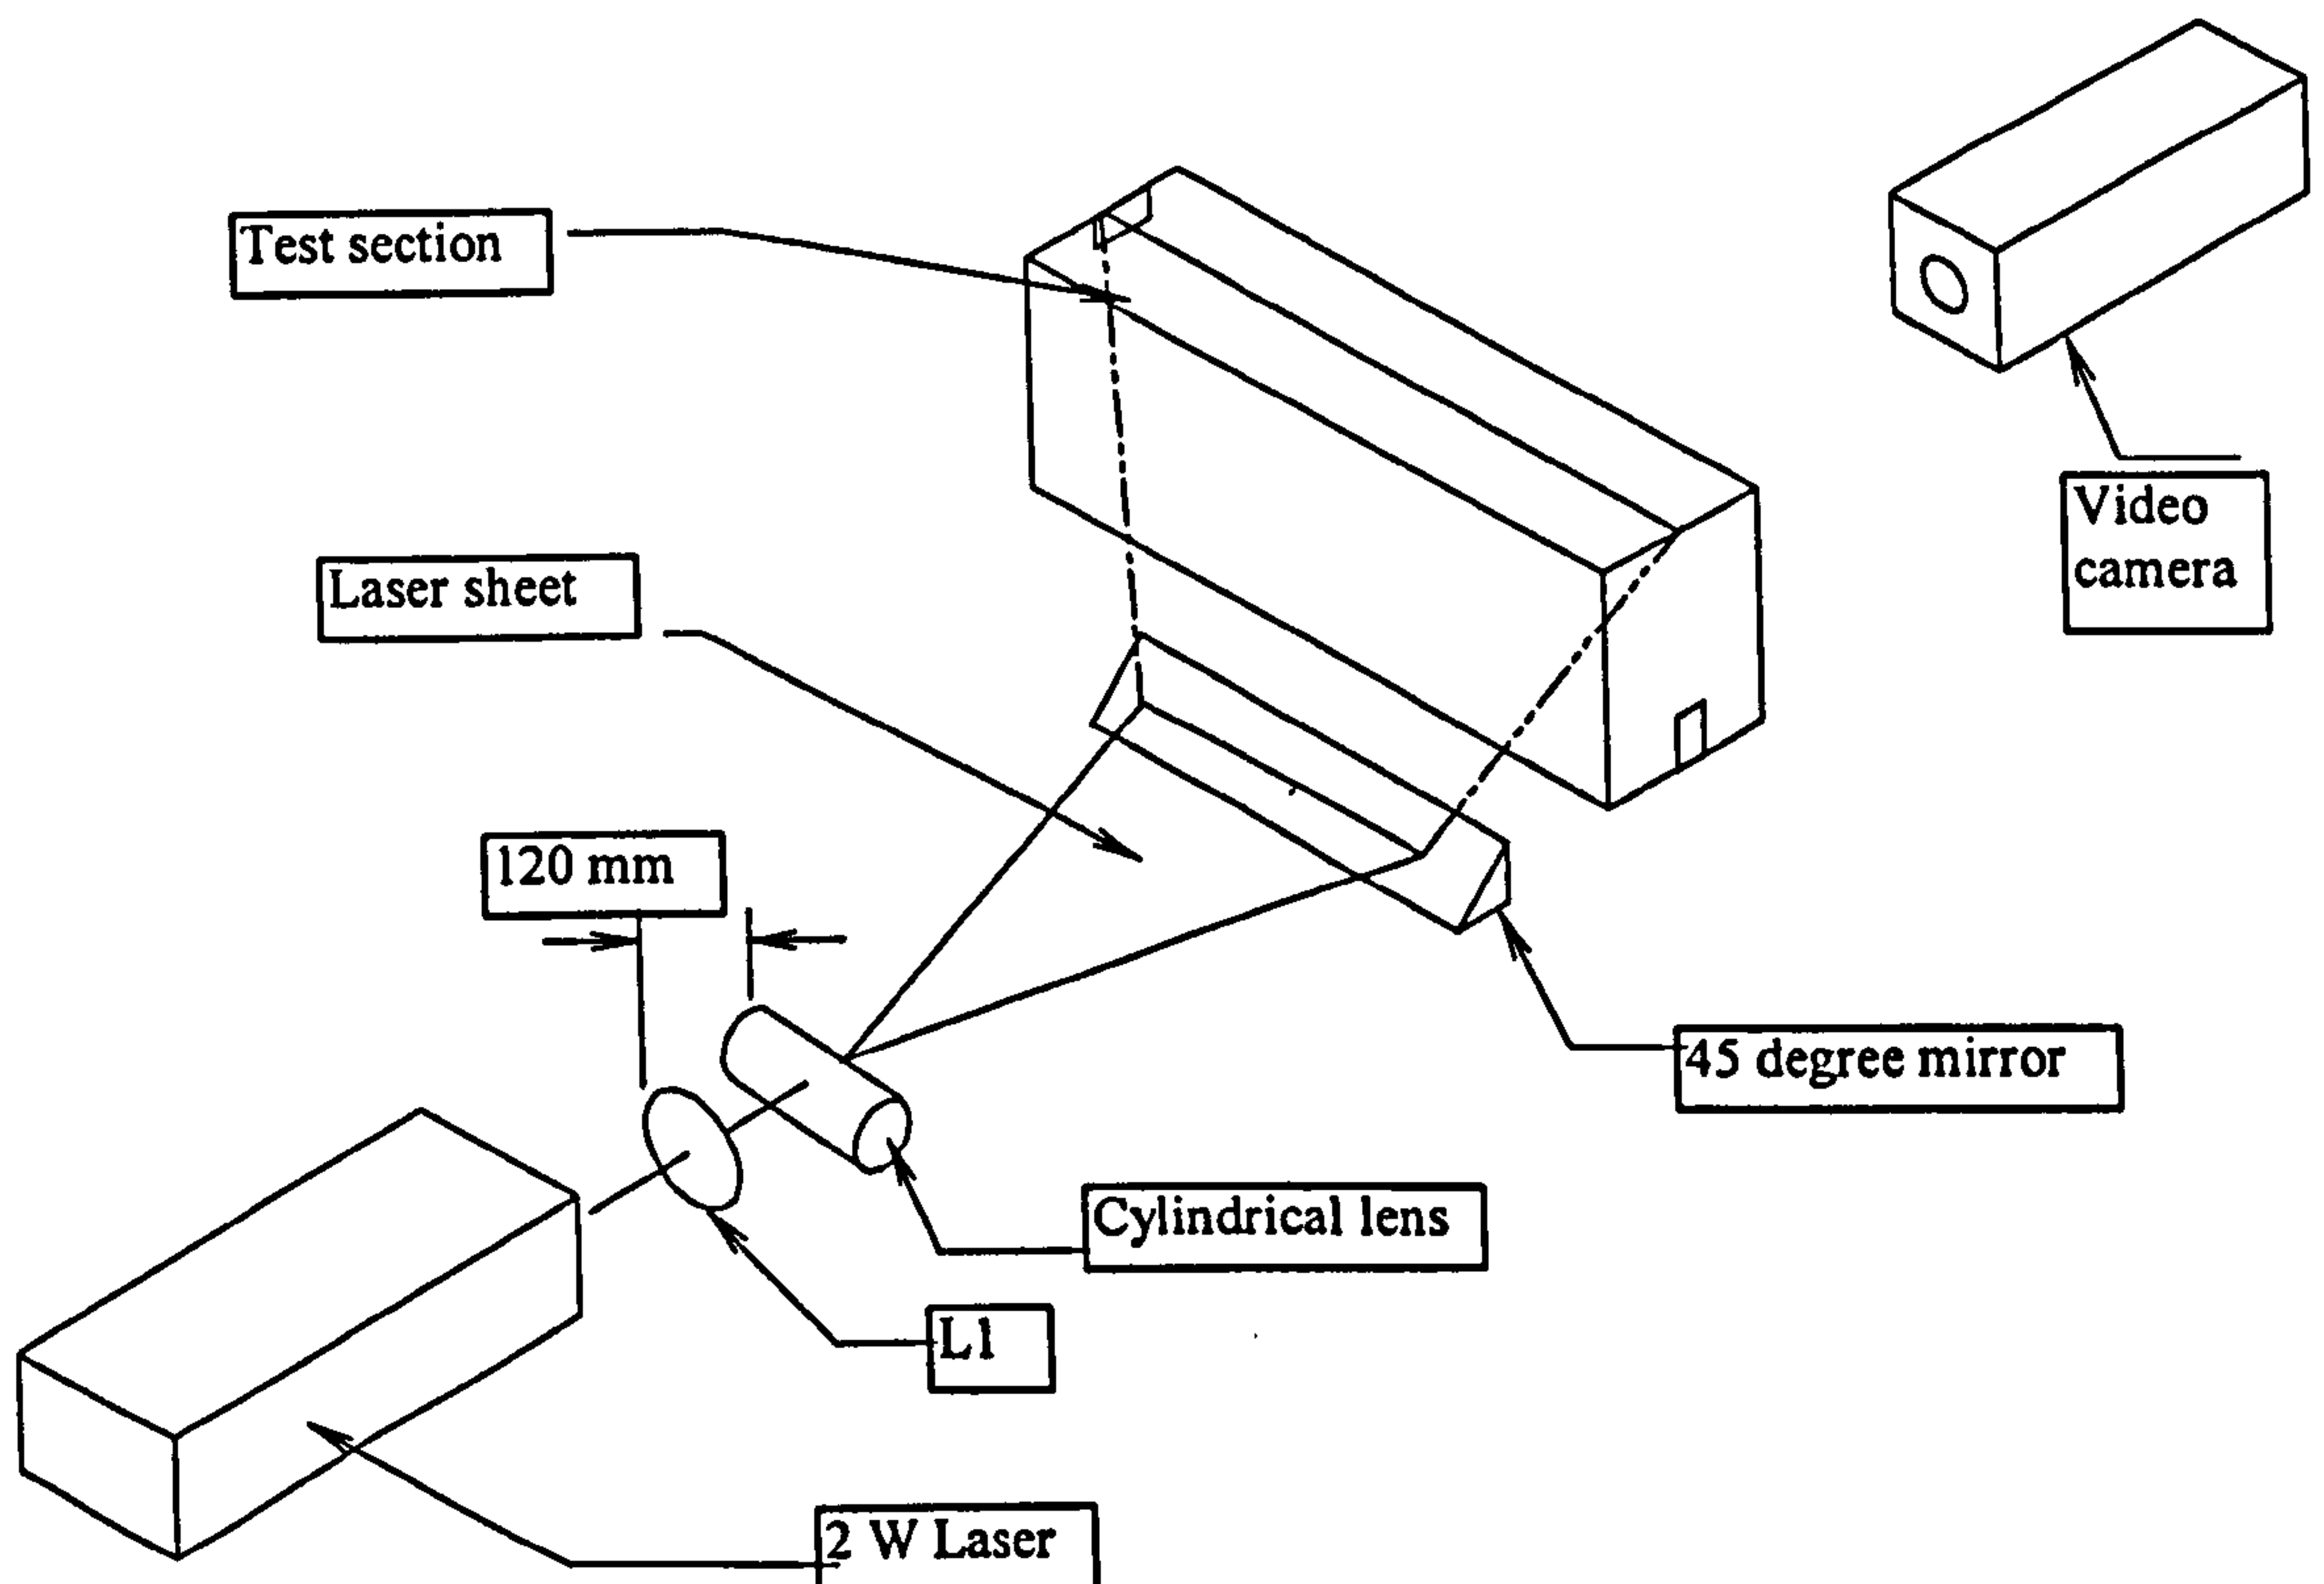 Test section
Laser sheet
Video
camera
120 mm
45 degree mirror
Cylindrical lens
L1
2 W Laser